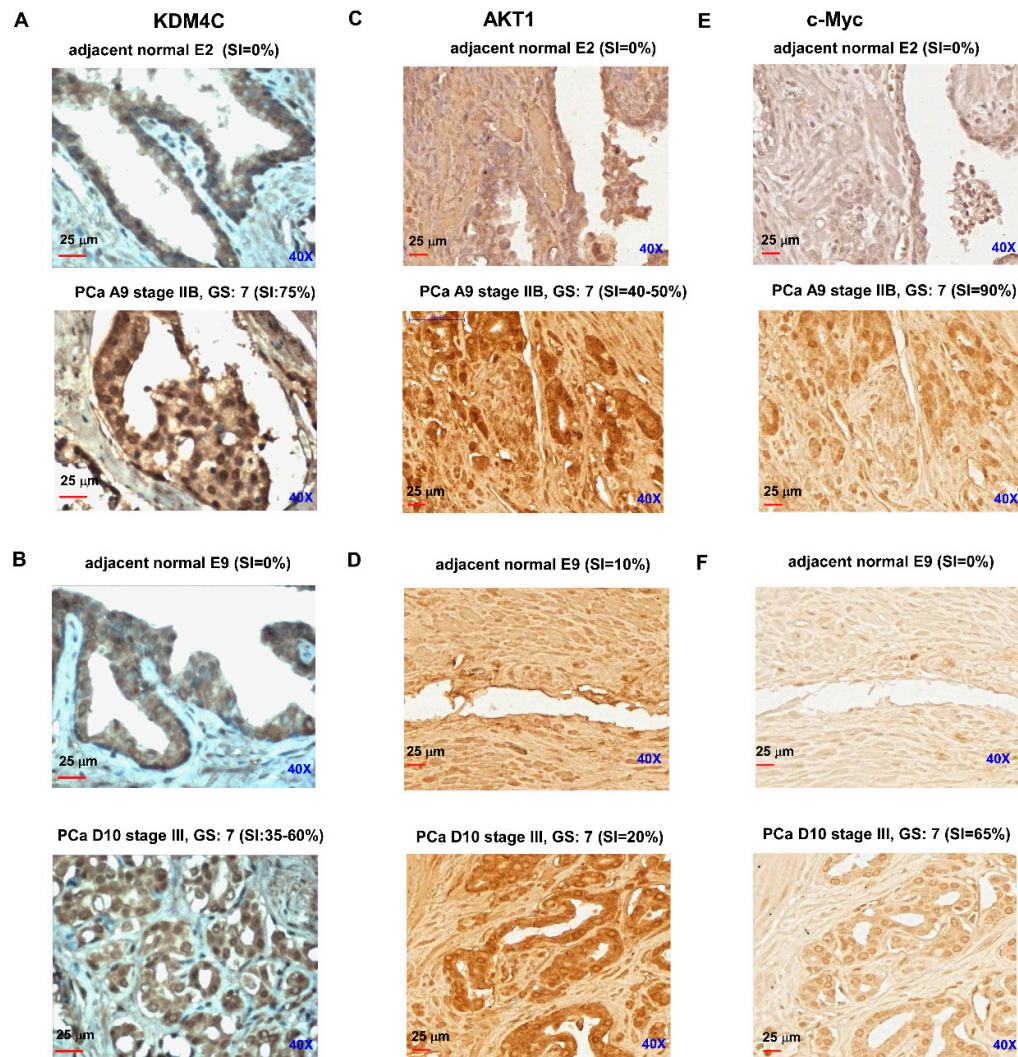 A
KDM4C
adjacent normal E2 (SI=0%)
25 µm
40X
PCa A9 stage IIB, GS: 7 (SI:75%)
25 µm
40X
B
adjacent normal E9 (SI=0%)
25 µm
40X
PCa D10 stage III, GS: 7 (SI:35-60%)
25 µm
40X
C
AKT1
adjacent normal E2 (SI=0%)
25 µm
40X
PCa A9 stage IIB, GS: 7 (SI=40-50%)
25 µm
40X
D
adjacent normal E9 (SI=10%)
25 µm
40X
PCa D10 stage III, GS: 7 (SI=20%)
25 µm
40X
E
c-Myc
adjacent normal E2 (SI=0%)
25 µm
40X
PCa A9 stage IIB, GS: 7 (SI=90%)
25 µm
40X
F
adjacent normal E9 (SI=0%)
25 µm
40X
PCa D10 stage III, GS: 7 (SI=65%)
25 µm
40X